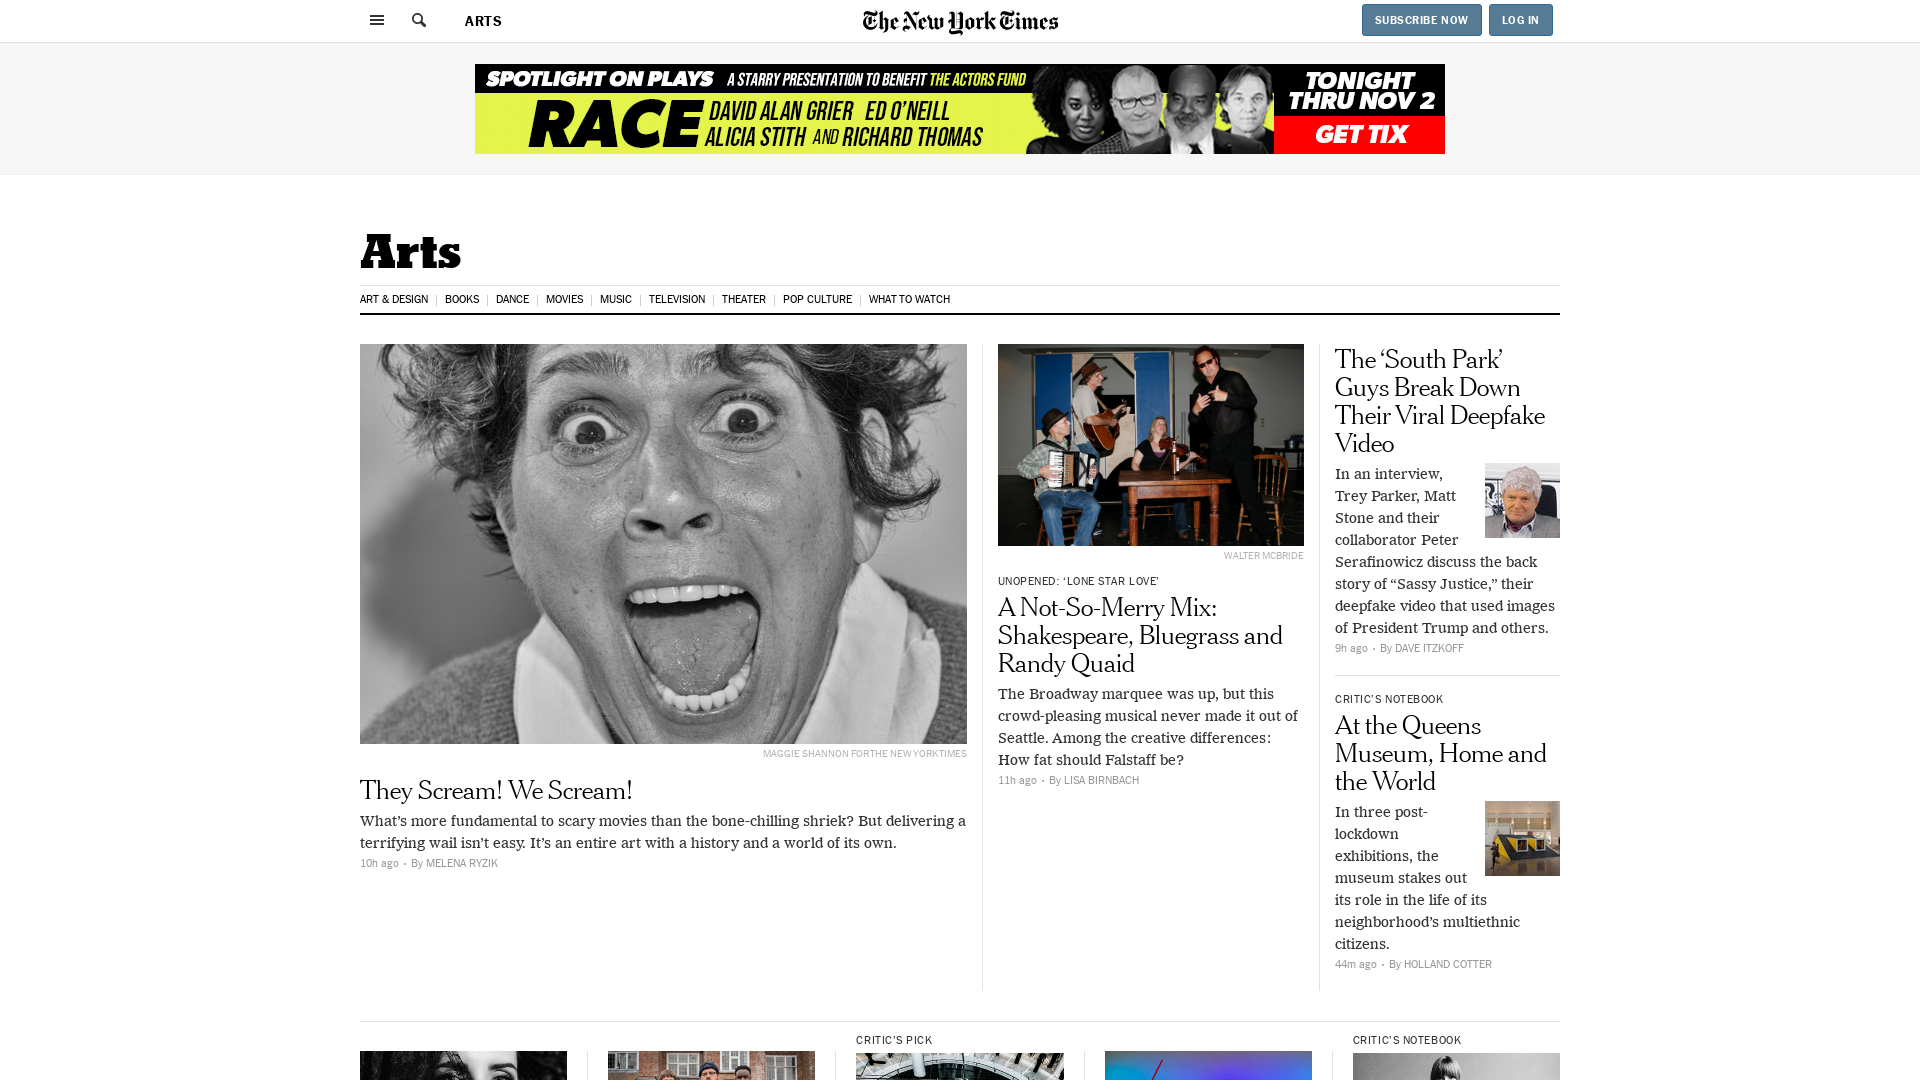 ARTS
The New York Times
SUBSCRIBE NOW
LOG IN
SPOTLIGHT ON PLAYS A STARRY PRESENTATION TO BENEFIT THE ACTORS FUND
RACE
DAVID ALAN GRIER ED O'NEILL
ALICIA STITH AND RICHARD THOMAS
TONIGHT
THRU NOV 2
GET TIX
Arts
ART & DESIGN
BOOKS
DANCE
MOVIES
MUSIC
TELEVISION
THEATER
POP CULTURE
WHAT TO WATCH
MAGGIE SHANNON FOR THE NEW YORK TIMES
They Scream! We Scream!
What’s more fundamental to scary movies than the bone-chilling shriek? But delivering a
terrifying wail isn’t easy. It’s an entire art with a history and a world of its own.
10h ago • By MELENA RYZIK
WALTER MCBRIDE
UNOPENED: ‘LONE STAR LOVE’
A Not-So-Merry Mix:
Shakespeare, Bluegrass and
Randy Quaid
The Broadway marquee was up, but this
crowd-pleasing musical never made it out of
Seattle. Among the creative differences:
How fat should Falstaff be?
11h ago • By LISA BIRNBACH
The ‘South Park’
Guys Break Down
Their Viral Deepfake
Video
In an interview,
Trey Parker, Matt
Stone and their
collaborator Peter
Serafinowicz discuss the back
story of “Sassy Justice,” their
deepfake video that used images
of President Trump and others.
9h ago • By DAVE ITZKOFF
CRITIC’S NOTEBOOK
At the Queens
Museum, Home and
the World
In three post-
lockdown
exhibitions, the
museum stakes out
its role in the life of its
neighborhood’s multiethnic
citizens.
44m ago • By HOLLAND COTTER
CRITIC’S PICK
CRITIC’S NOTEBOOK